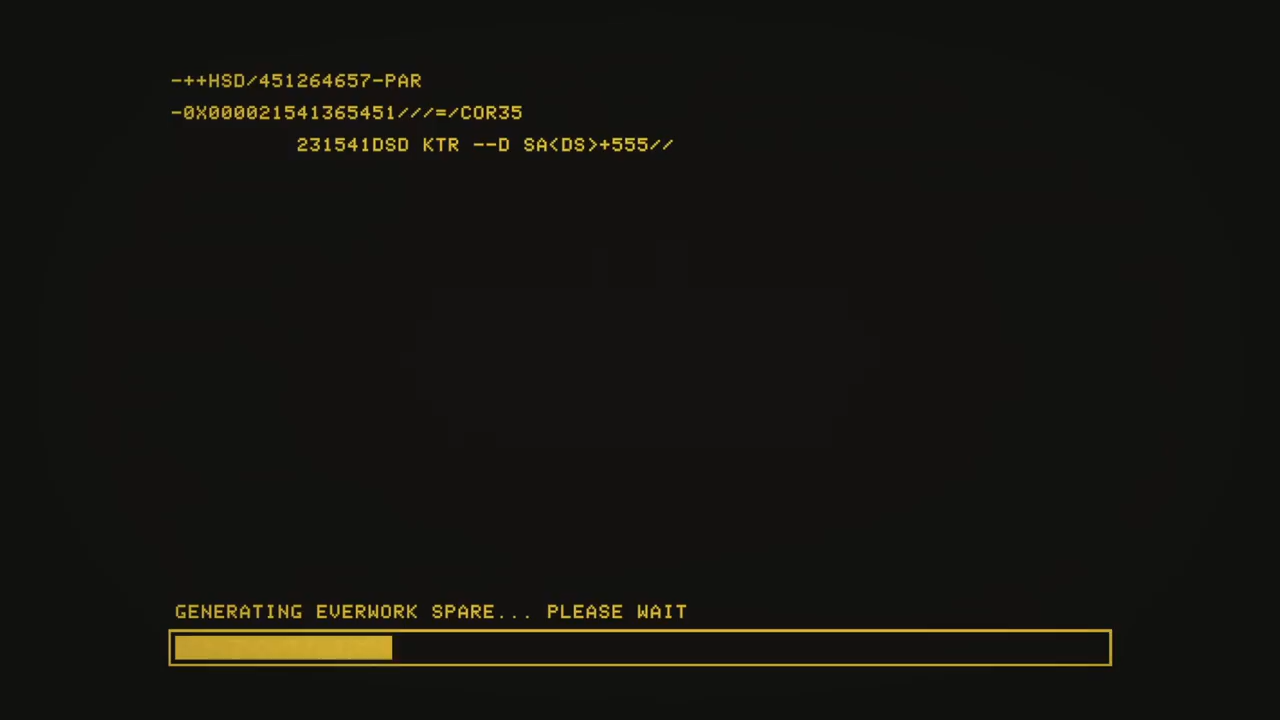 -++HSD/451264657-PAR
-0X000021541365451///=/COR35
231541DSD KTR --D SA<DS>+555//
GENERATING EVERWORK SPARE... PLEASE WAIT